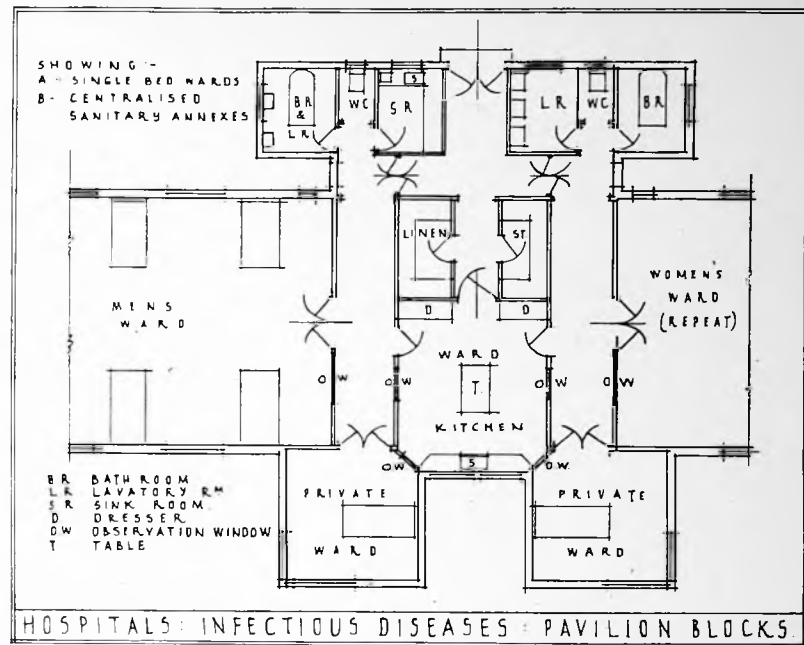 SHOWING :-
A - SINGLE BED WARDS
B - CENTRALISED
SANITARY ANNEXES
BR
&
LR
WC
S
SR
LR
WC
BR
LINEN
ST.
MENS
WARD
WOMEN'S
WARD
(REPEAT)
D
D
WARD
T.
KITCHEN
OW
OW
OW
OW
OW
S
OW.
PRIVATE
WARD
PRIVATE
WARD
BR BATH ROOM
LR LAVATORY RM
SR SINK ROOM.
D DRESSER
OW OBSERVATION WINDOW
T TABLE
HOSPITALS : INFECTIOUS DISEASES : PAVILION BLOCKS.